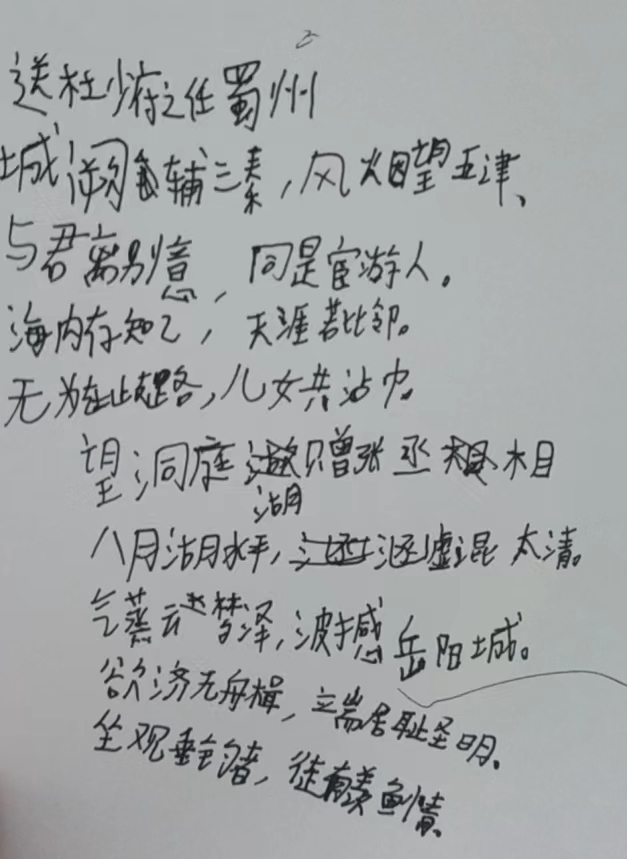 送杜少府之任蜀州
城阙辅三秦，风烟望五津、
与君离别意，同是宦游人。
海内存知己，天涯若比邻。
无为在歧路，儿女共沾巾。
望洞庭湖赠张丞相
八月湖水平，涵虚混太清。
气蒸云梦泽，波撼岳阳城。
欲济无舟楫，端居耻圣明、
坐观垂钓者，徒有羡鱼情、